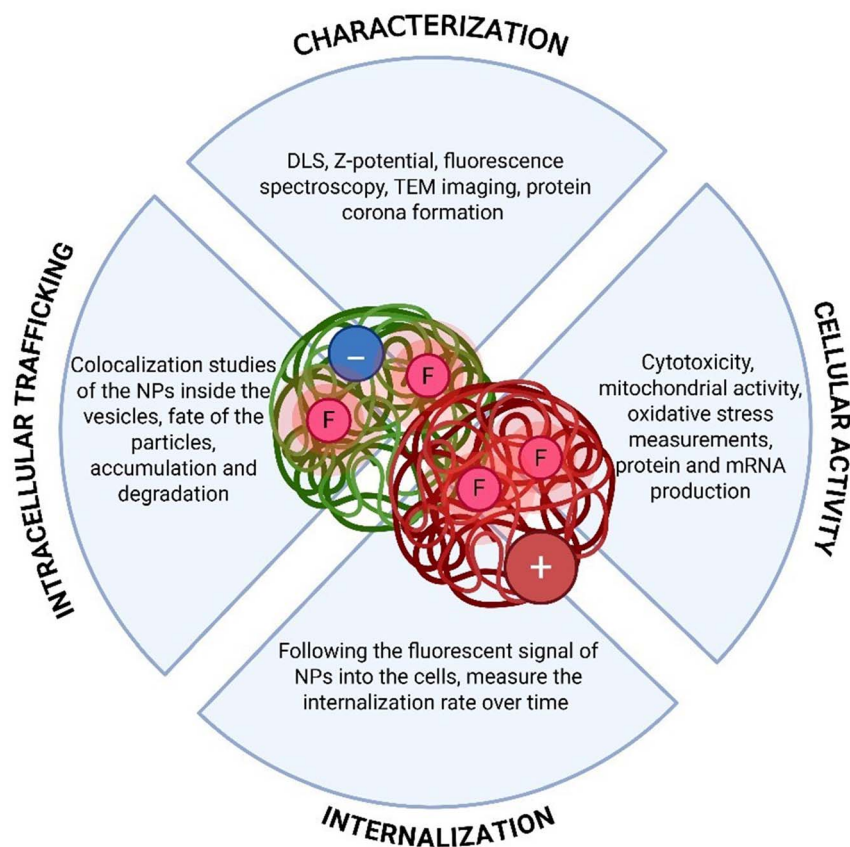 CHARACTERIZATION
DLS, Z-potential, fluorescence
spectroscopy, TEM imaging, protein
corona formation
INTRACELLULAR TRAFFICKING
Colocalization studies
of the NPs inside the
vesicles, fate of the
particles,
accumulation and
degradation
–
F
F
F
F
+
Cytotoxicity,
mitochondrial activity,
oxidative stress
measurements,
protein and mRNA
production
CELLULAR ACTIVITY
Following the fluorescent signal of
NPs into the cells, measure the
internalization rate over time
INTERNALIZATION